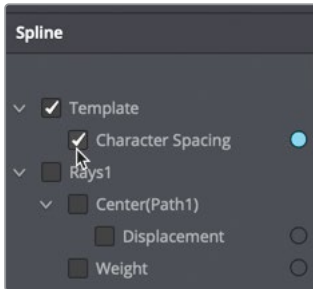 Spline
Template
Character Spacing
Rays1
Center(Path1)
Displacement
Weight